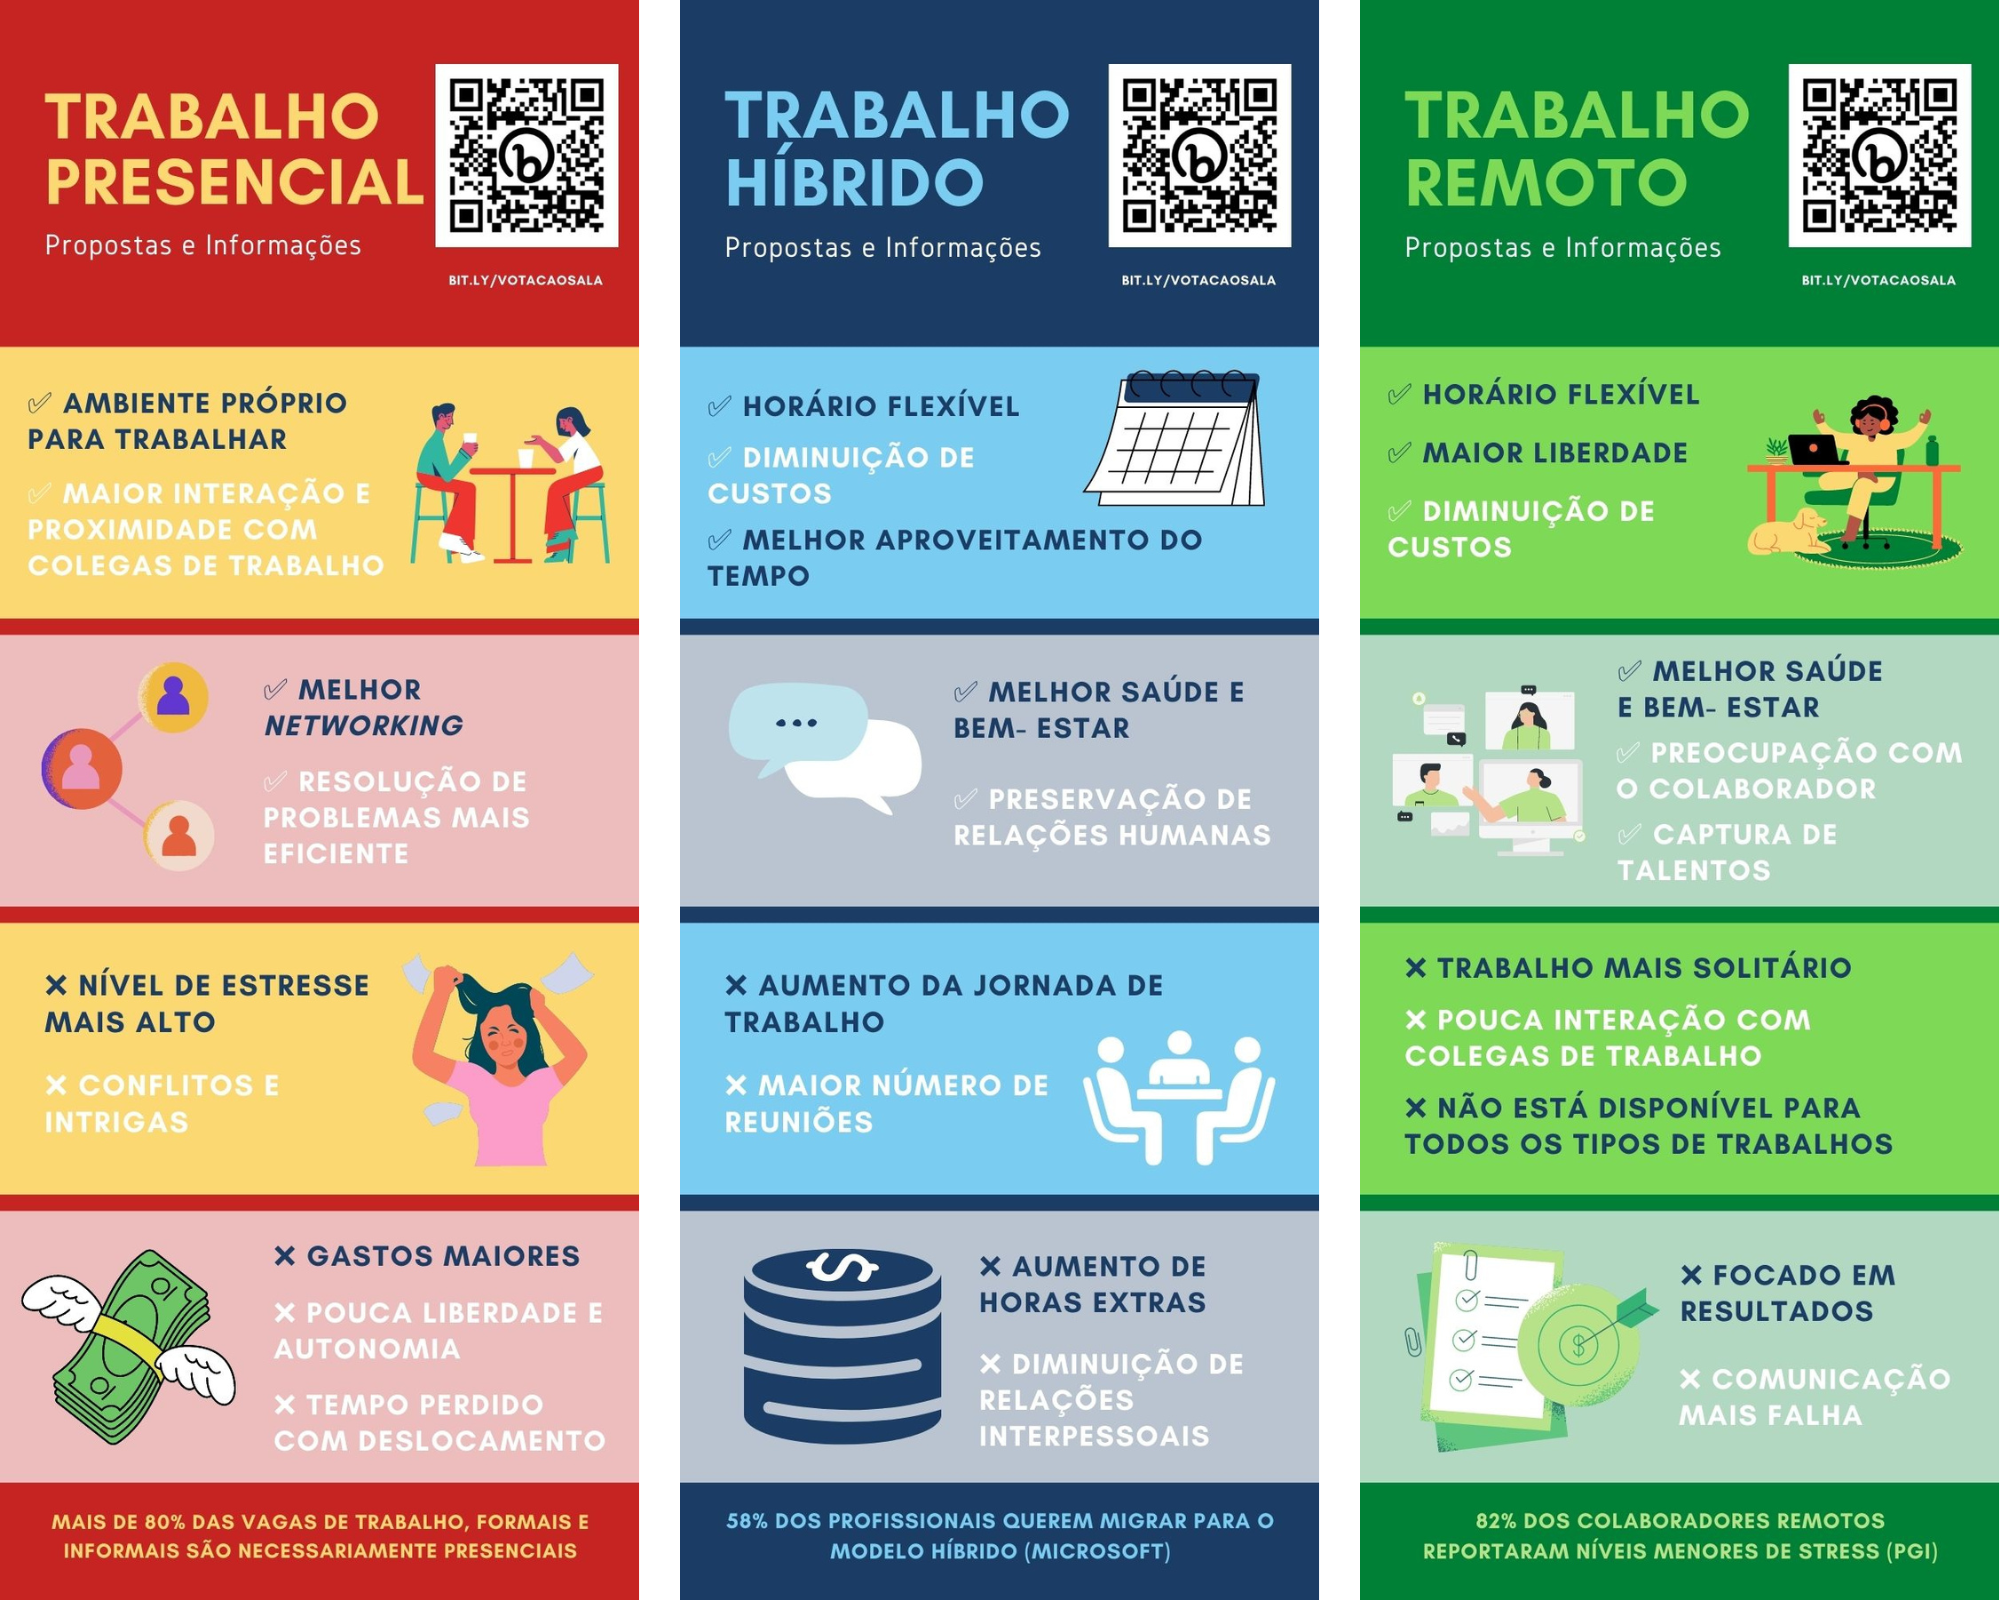 TRABALHO
PRESENCIAL
Propostas e Informações
BIT.LY/VOTACAOSALA
✅ AMBIENTE PRÓPRIO
PARA TRABALHAR
✅ MAIOR INTERAÇÃO E
PROXIMIDADE COM
COLEGAS DE TRABALHO
✅ MELHOR
NETWORKING
✅ RESOLUÇÃO DE
PROBLEMAS MAIS
EFICIENTE
❌ NÍVEL DE ESTRESSE
MAIS ALTO
❌ CONFLITOS E
INTRIGAS
❌ GASTOS MAIORES
❌ POUCA LIBERDADE E
AUTONOMIA
❌ TEMPO PERDIDO
COM DESLOCAMENTO
MAIS DE 80% DAS VAGAS DE TRABALHO, FORMAIS E
INFORMAIS SÃO NECESSARIAMENTE PRESENCIAIS
TRABALHO
HÍBRIDO
Propostas e Informações
BIT.LY/VOTACAOSALA
✅ HORÁRIO FLEXÍVEL
✅ DIMINUIÇÃO DE
CUSTOS
✅ MELHOR APROVEITAMENTO DO
TEMPO
✅ MELHOR SAÚDE E
BEM- ESTAR
✅ PRESERVAÇÃO DE
RELAÇÕES HUMANAS
❌ AUMENTO DA JORNADA DE
TRABALHO
❌ MAIOR NÚMERO DE
REUNIÕES
❌ AUMENTO DE
HORAS EXTRAS
❌ DIMINUIÇÃO DE
RELAÇÕES
INTERPESSOAIS
58% DOS PROFISSIONAIS QUEREM MIGRAR PARA O
MODELO HÍBRIDO (MICROSOFT)
TRABALHO
REMOTO
Propostas e Informações
BIT.LY/VOTACAOSALA
✅ HORÁRIO FLEXÍVEL
✅ MAIOR LIBERDADE
✅ DIMINUIÇÃO DE
CUSTOS
✅ MELHOR SAÚDE
E BEM- ESTAR
✅ PREOCUPAÇÃO COM
O COLABORADOR
✅ CAPTURA DE
TALENTOS
❌ TRABALHO MAIS SOLITÁRIO
❌ POUCA INTERAÇÃO COM
COLEGAS DE TRABALHO
❌ NÃO ESTÁ DISPONÍVEL PARA
TODOS OS TIPOS DE TRABALHOS
❌ FOCADO EM
RESULTADOS
❌ COMUNICAÇÃO
MAIS FALHA
82% DOS COLABORADORES REMOTOS
REPORTARAM NÍVEIS MENORES DE STRESS (PGI)